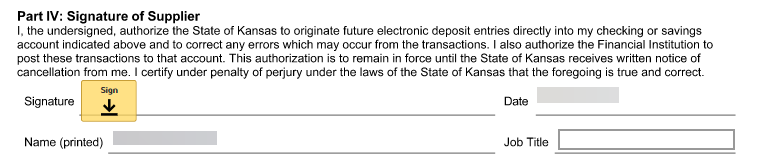 Part IV: Signature of Supplier
I, the undersigned, authorize the State of Kansas to originate future electronic deposit entries directly into my checking or savings
account indicated above and to correct any errors which may occur from the transactions. I also authorize the Financial Institution to
post these transactions to that account. This authorization is to remain in force until the State of Kansas receives written notice of
cancellation from me. I certify under penalty of perjury under the laws of the State of Kansas that the foregoing is true and correct.
Sign
Signature Date
Name (printed) Job Title